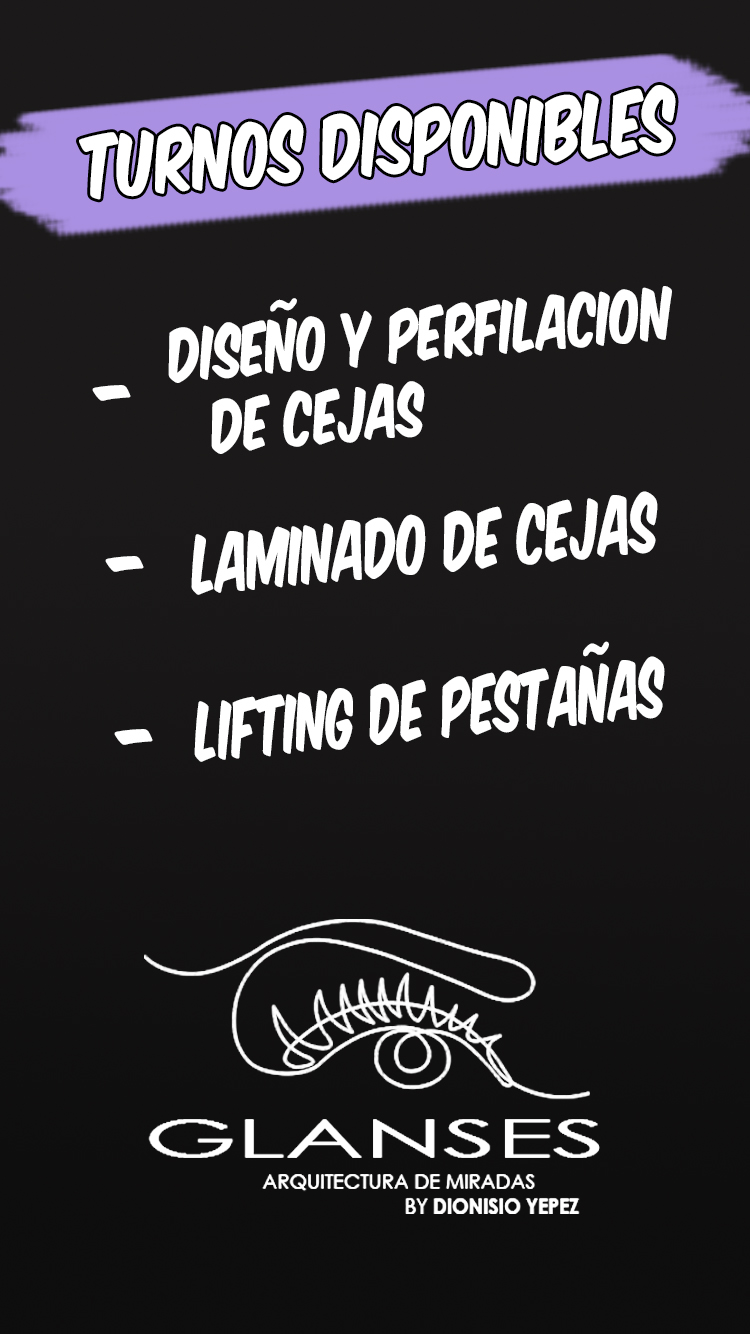 TURNOS DISPONIBLES
- DISEÑO Y PERFILACION
DE CEJAS
- LAMINADO DE CEJAS
- LIFTING DE PESTAÑAS
GLANSES
ARQUITECTURA DE MIRADAS
BY DIONISIO YEPEZ